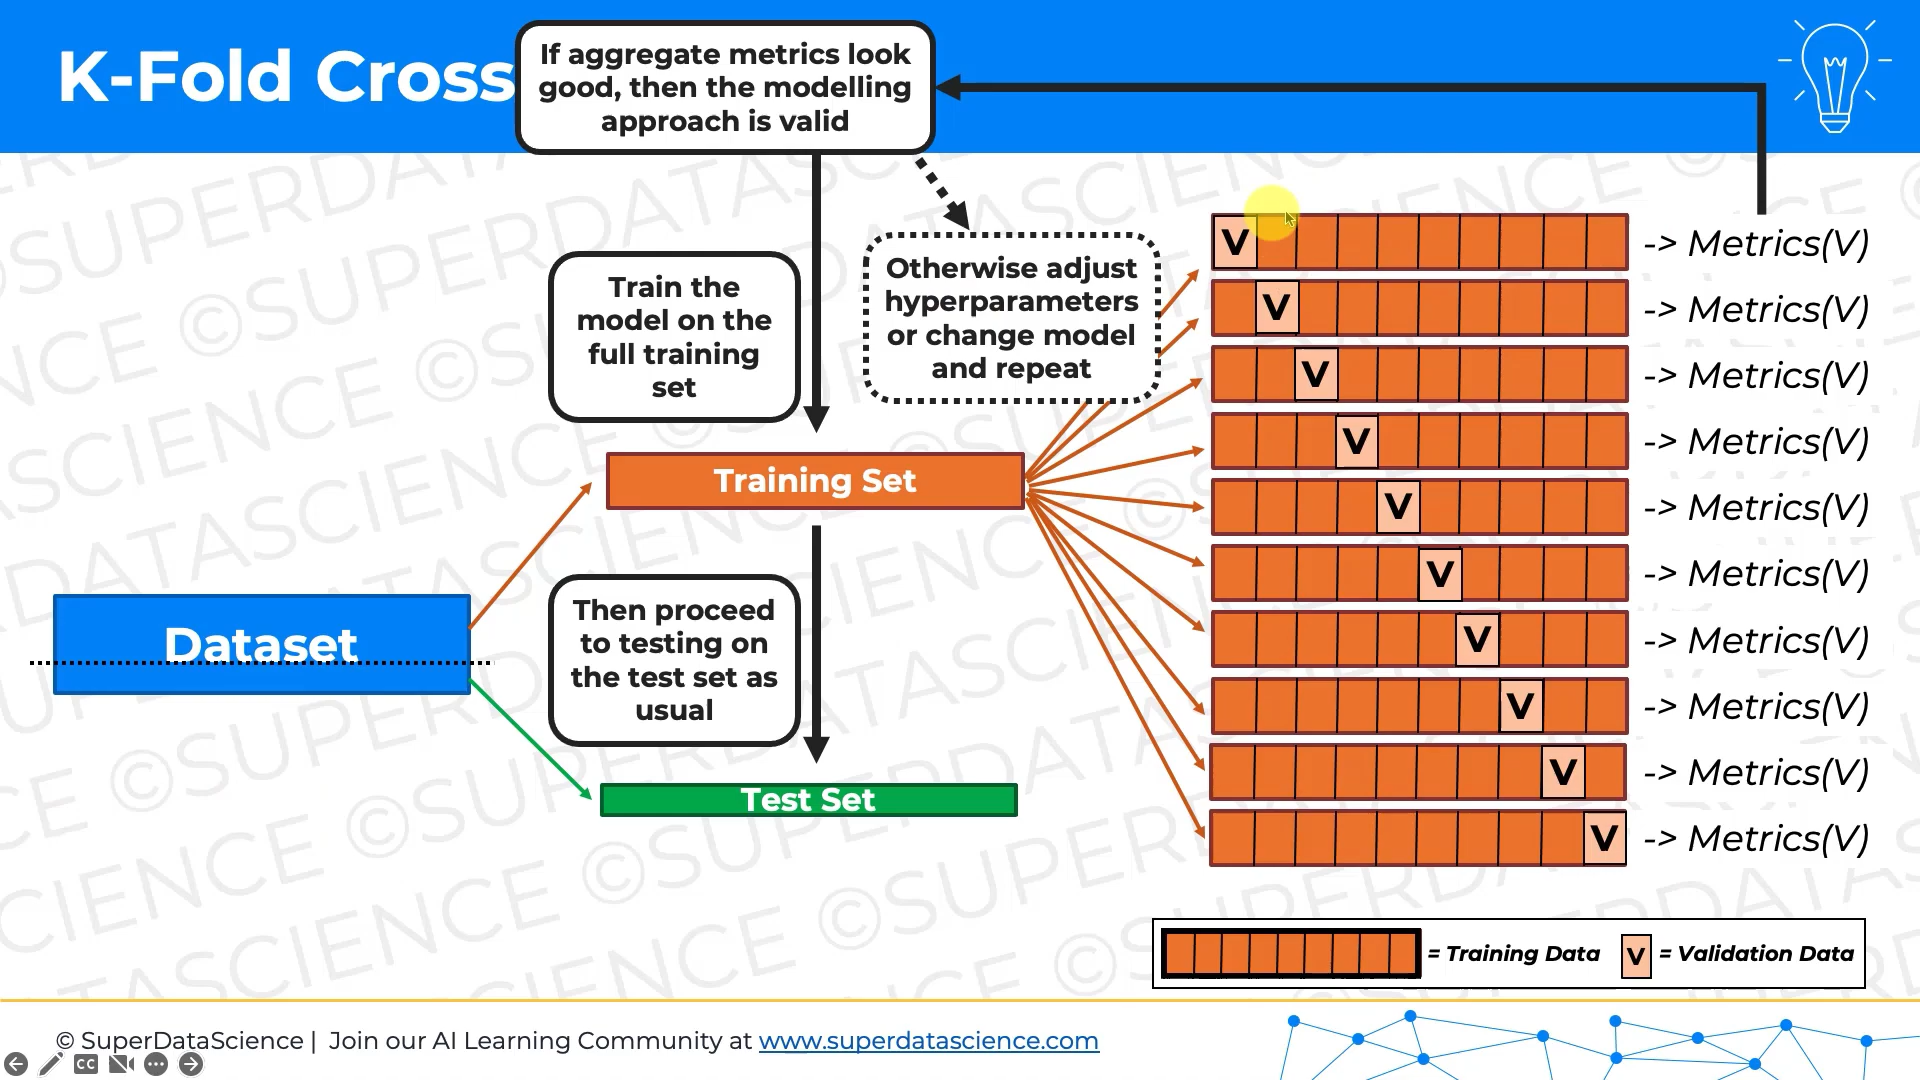 K-Fold Cross
If aggregate metrics look
good, then the modelling
approach is valid
Train the
model on the
full training
set
Otherwise adjust
hyperparameters
or change model
and repeat
Training Set
Dataset
Then proceed
to testing on
the test set as
usual
Test Set
V -> Metrics(V)
V -> Metrics(V)
V -> Metrics(V)
V -> Metrics(V)
V -> Metrics(V)
V -> Metrics(V)
V -> Metrics(V)
V -> Metrics(V)
V -> Metrics(V)
V -> Metrics(V)
= Training Data V = Validation Data
© SuperDataScience | Join our AI Learning Community at www.superdatascience.com
CC